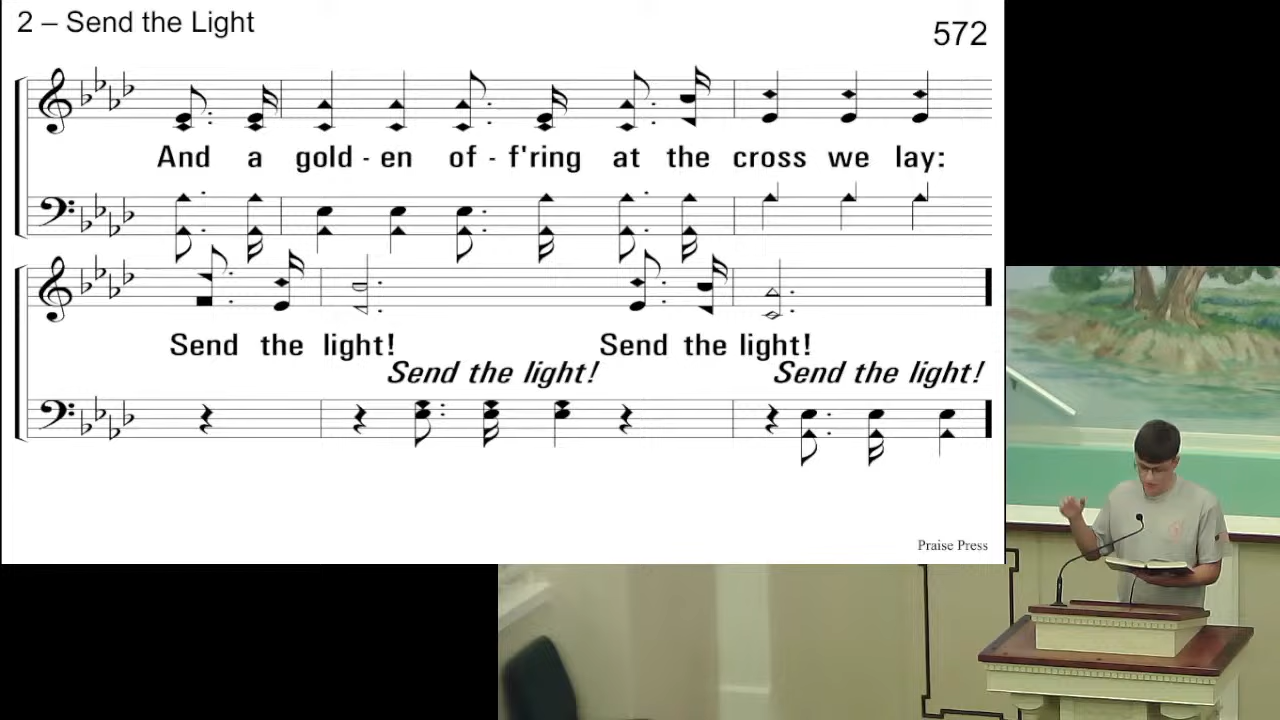 2 – Send the Light
572
And a gold - en of - f'ring at the cross we lay:
Send the light! Send the light!
Send the light! Send the light!
Praise Press